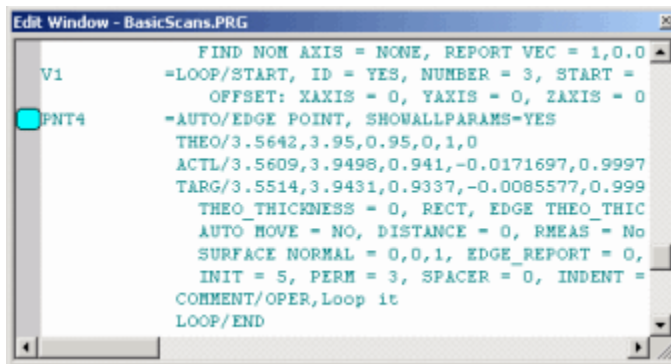 Edit Window - BasicScans.PRG
FIND NOM AXIS = NONE, REPORT VEC = 1,0.0
V1 =LOOP/START, ID = YES, NUMBER = 3, START =
OFFSET: XAXIS = 0, YAXIS = 0, ZAXIS = 0
PNT4 =AUTO/EDGE POINT, SHOWALLPARAMS=YES
THEO/3.5642,3.95,0.95,0,1,0
ACTL/3.5609,3.9498,0.941,-0.0171697,0.9997
TARG/3.5514,3.9431,0.9337,-0.0085577,0.999
THEO_THICKNESS = 0, RECT, EDGE THEO_THIC
AUTO MOVE = NO, DISTANCE = 0, RMEAS = No
SURFACE NORMAL = 0,0,1, EDGE_REPORT = 0,
INIT = 5, PERM = 3, SPACER = 0, INDENT =
COMMENT/OPER,Loop it
LOOP/END